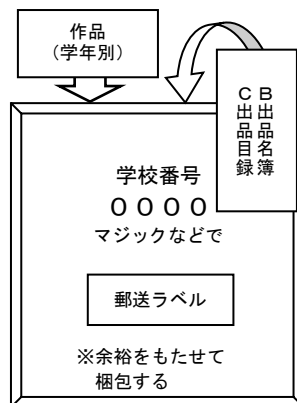 作品
（学年別）
Ｂ出品名簿
Ｃ出品目録
学校番号
００００
マジックなどで
郵送ラベル
※余裕をもたせて
梱包する